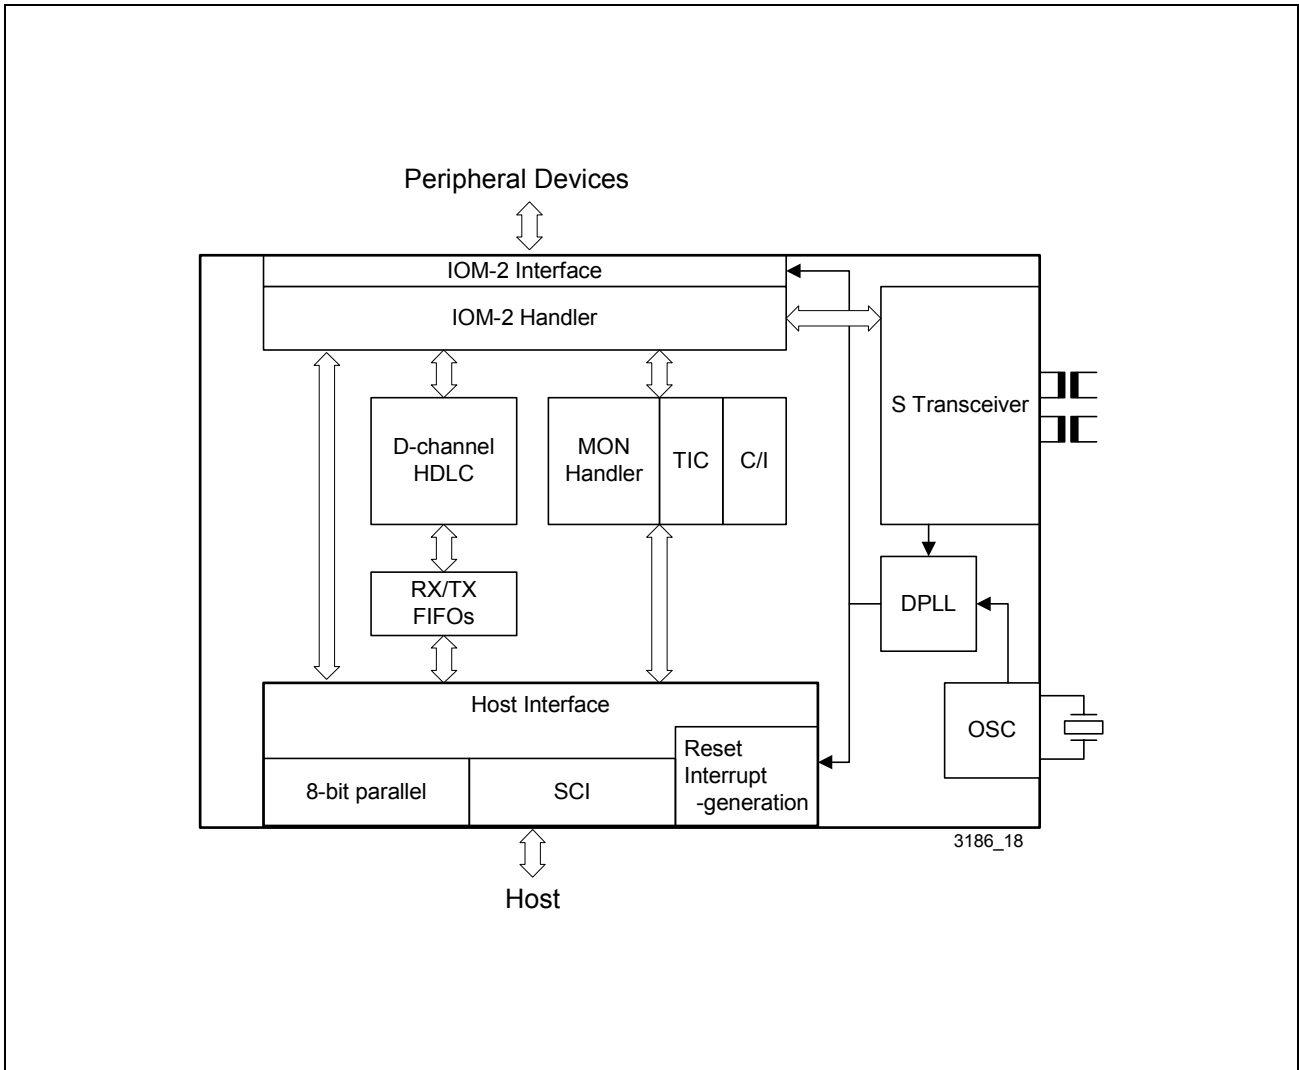 Peripheral Devices
IOM-2 Interface
IOM-2 Handler
S Transceiver
D-channel
HDLC
MON
Handler
TIC
C/I
RX/TX
FIFOs
DPLL
Host Interface
OSC
Reset
Interrupt
-generation
8-bit parallel
SCI
3186_18
Host